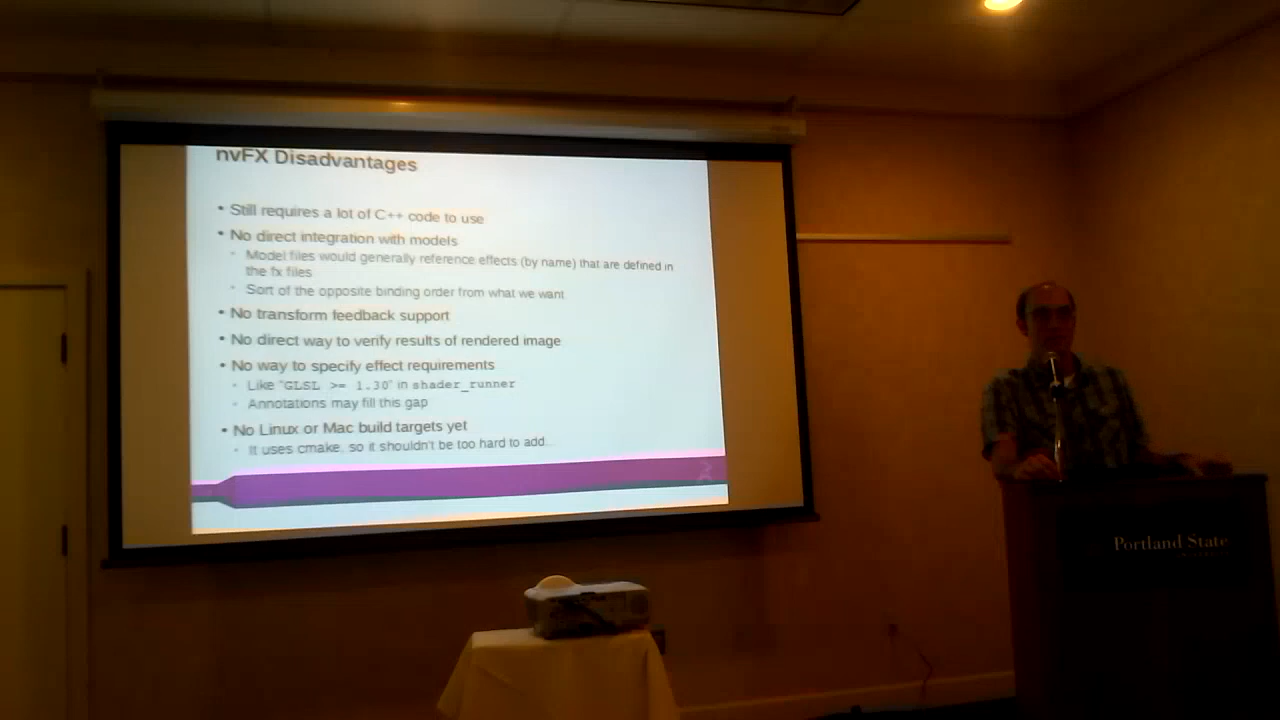 nvFX Disadvantages
• Still requires a lot of C++ code to use
• No direct integration with models
• Model files would generally reference effects (by name) that are defined in
the fx files
• Sort of the opposite binding order from what we want
• No transform feedback support
• No direct way to verify results of rendered image
• No way to specify effect requirements
• Like "GLSL >= 1.30" in shader_runner
• Annotations may fill this gap
• No Linux or Mac build targets yet
• It uses cmake, so it shouldn't be too hard to add...
Portland State